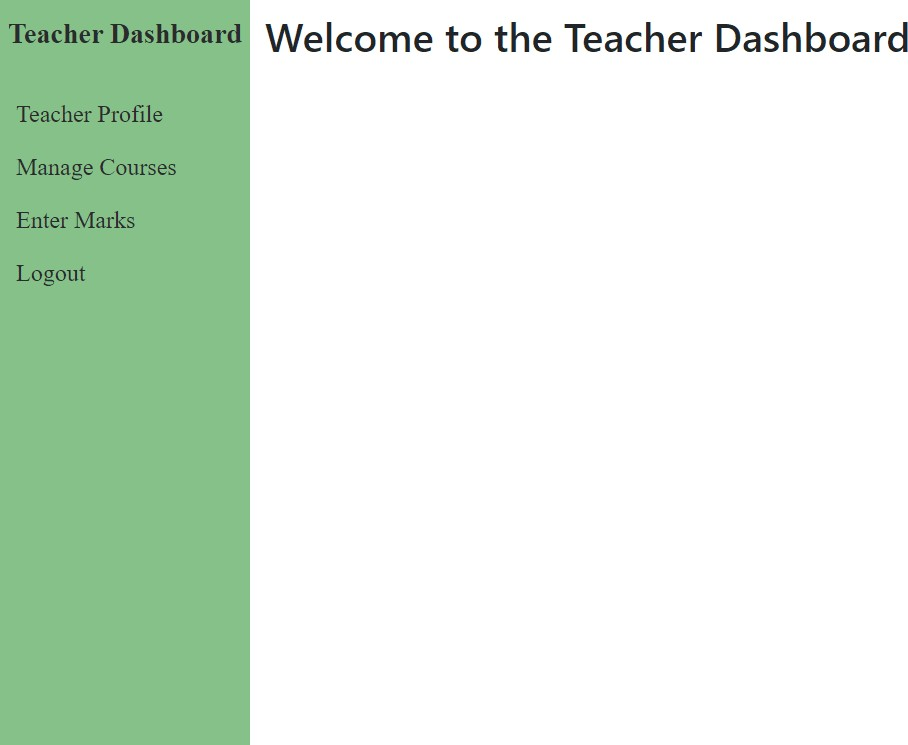 Teacher Dashboard
Teacher Profile
Manage Courses
Enter Marks
Logout
Welcome to the Teacher Dashboard